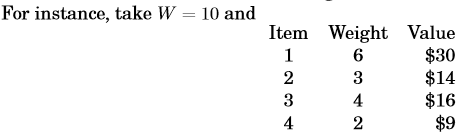 For instance, take W = 10 and
Item Weight Value
1 6 $30
2 3 $14
3 4 $16
4 2 $9